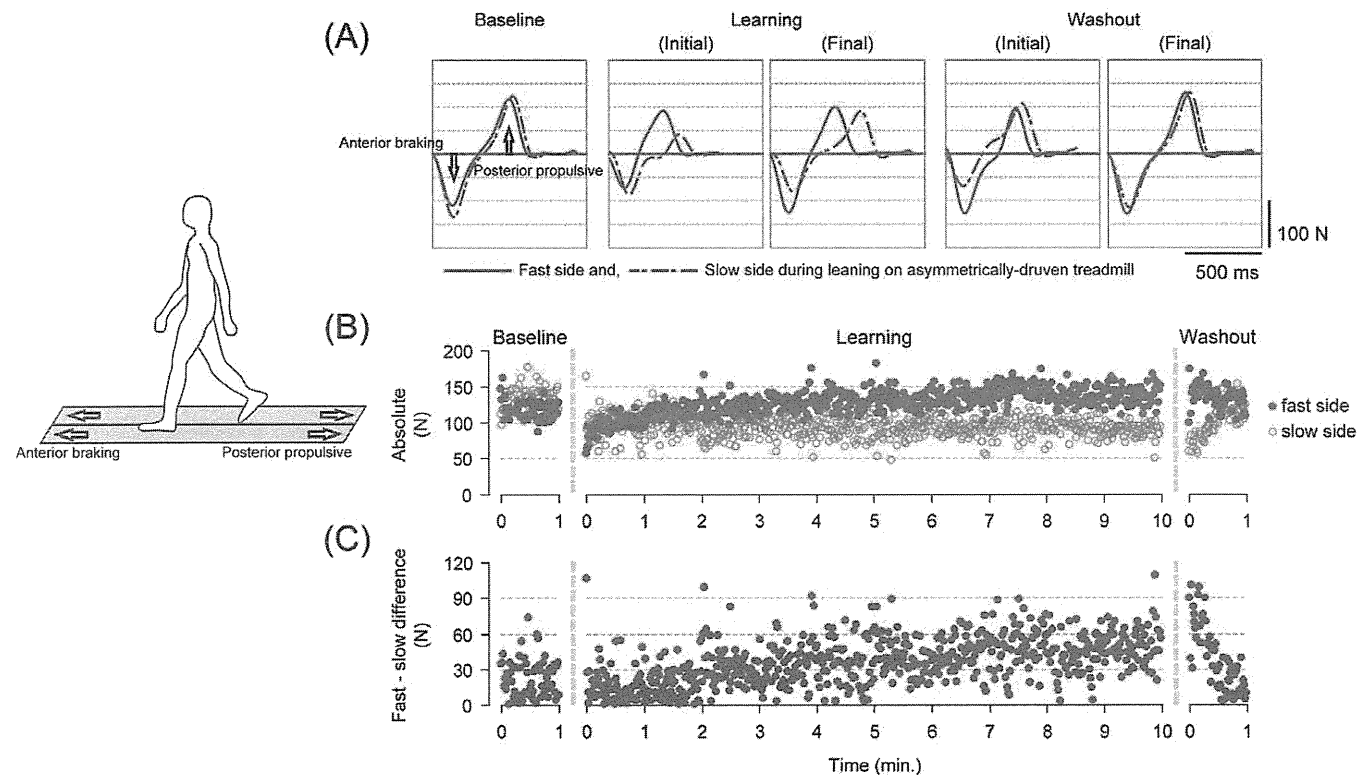 (A)
Baseline
Learning
Washout
(Initial)
(Final)
(Initial)
(Final)
Anterior braking
Posterior propulsive
100 N
500 ms
Fast side and,
Slow side during leaning on asymmetrically-druven treadmill
Anterior braking
Posterior propulsive
(B)
Baseline
Learning
Washout
Absolute
(N)
200
150
100
50
0
fast side
slow side
0 1
0 1 2 3 4 5 6 7 8 9 10
0 1
(C)
Fast - slow difference
(N)
120
90
60
30
0
0 1
0 1 2 3 4 5 6 7 8 9 10
0 1
Time (min.)